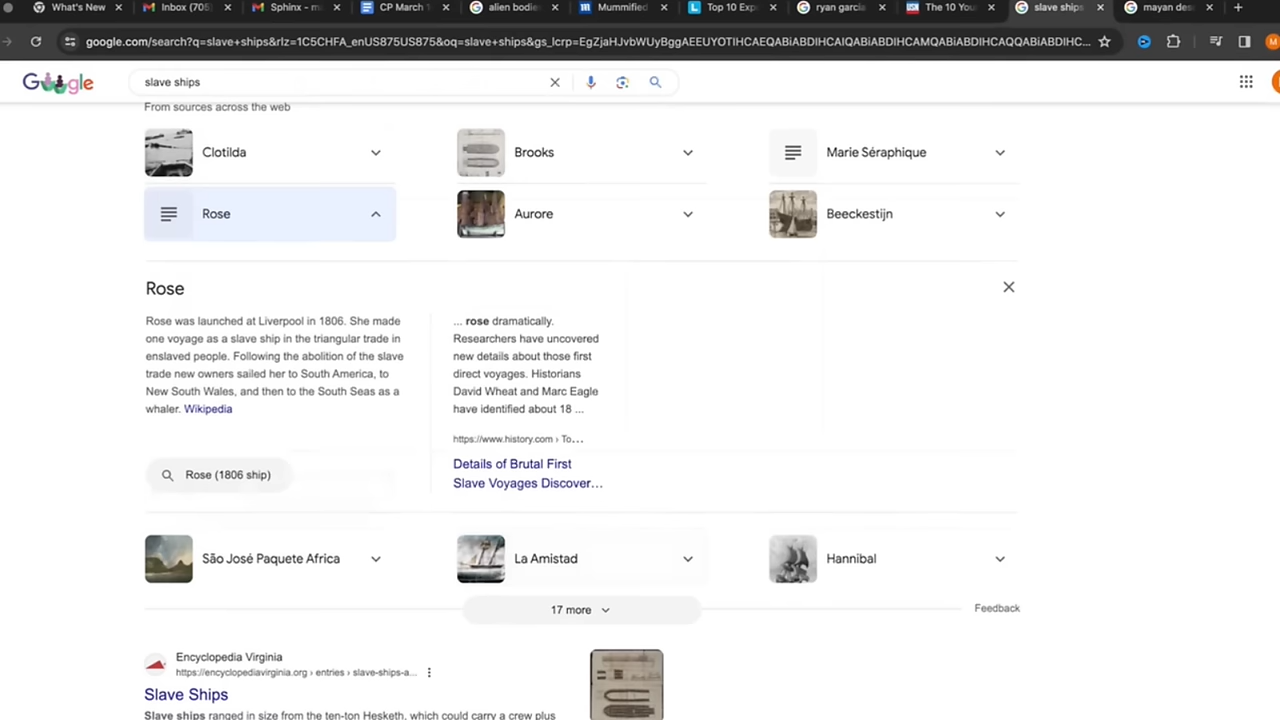 What's New
Inbox (705
Sphinx - m
CP March 1
alien bodie
Mummified
Top 10 Exp
ryan garcia
The 10 You
slave ships
mayan des
google.com/search?q=slave+ships&rlz=1C5CHFA_enUS875US875&oq=slave+ships&gs_lcrp=EgZjaHJvbWUyBggAEEUYOTIHCAEQABiABDIHCAIQABiABDIHCAMQABiABDIHCAQQABiABDIHC...
Google
slave ships
From sources across the web
Clotilda
Brooks
Marie Séraphique
Rose
Aurore
Beeckestijn
Rose
Rose was launched at Liverpool in 1806. She made
one voyage as a slave ship in the triangular trade in
enslaved people. Following the abolition of the slave
trade new owners sailed her to South America, to
New South Wales, and then to the South Seas as a
whaler. Wikipedia
Rose (1806 ship)
... rose dramatically.
Researchers have uncovered
new details about those first
direct voyages. Historians
David Wheat and Marc Eagle
have identified about 18 ...
https://www.history.com › To...
Details of Brutal First
Slave Voyages Discover...
São José Paquete Africa
La Amistad
Hannibal
17 more
Feedback
Encyclopedia Virginia
https://encyclopediavirginia.org › entries › slave-ships-a...
Slave Ships
Slave ships ranged in size from the ten-ton Hesketh, which could carry a crew plus